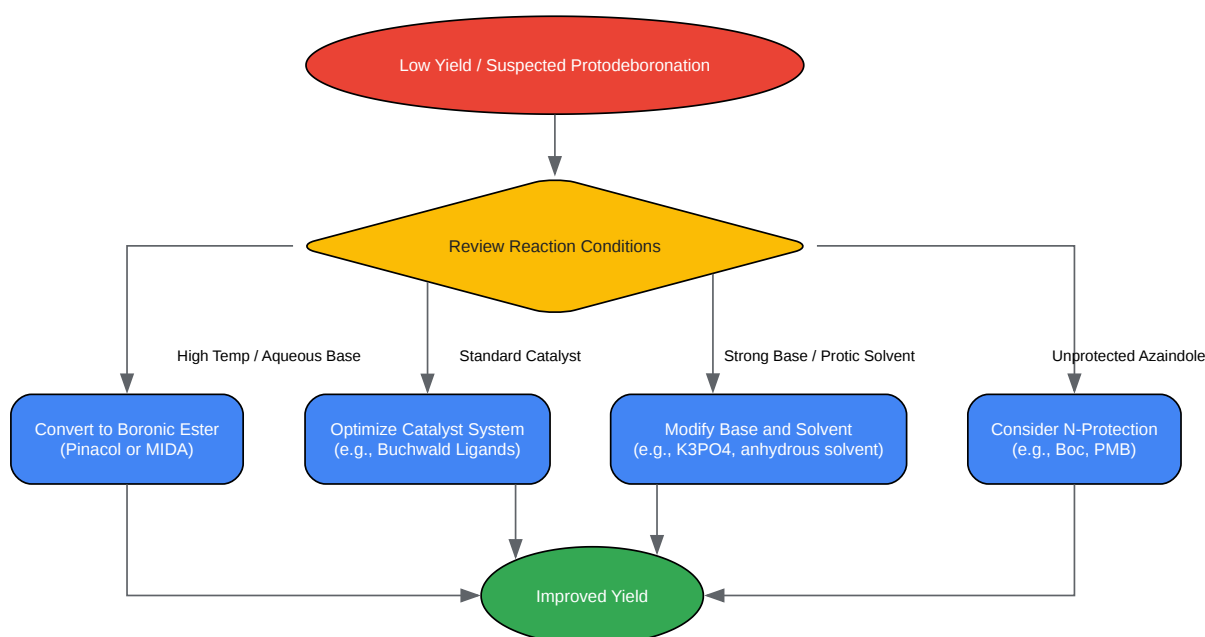 Low Yield / Suspected Protodeboronation
Review Reaction Conditions
High Temp / Aqueous Base
Standard Catalyst
Strong Base / Protic Solvent
Unprotected Azaindole
Convert to Boronic Ester
(Pinacol or MIDA)
Optimize Catalyst System
(e.g., Buchwald Ligands)
Modify Base and Solvent
(e.g., K3PO4, anhydrous solvent)
Consider N-Protection
(e.g., Boc, PMB)
Improved Yield